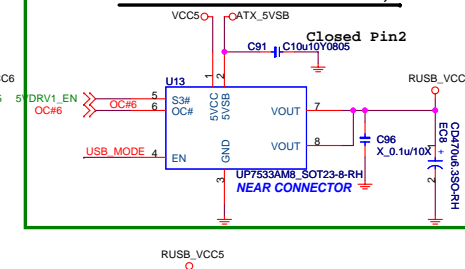 VCC5
ATX_5VSB
Closed Pin2
C91
C10u10Y0805
RUSB_VCC
U13
1
2
5VCC
5VSB
5VDRV1_EN
OC#6
OC#6
5
6
S3#
OC#
VOUT
7
VOUT
8
USB_MODE
4
EN
GND
3
C96
X_0.1u/10X
1
+
2
EC8
CD470u6.3SO-RH
UP7533AM8_SOT23-8-RH
NEAR CONNECTOR
RUSB_VCC5